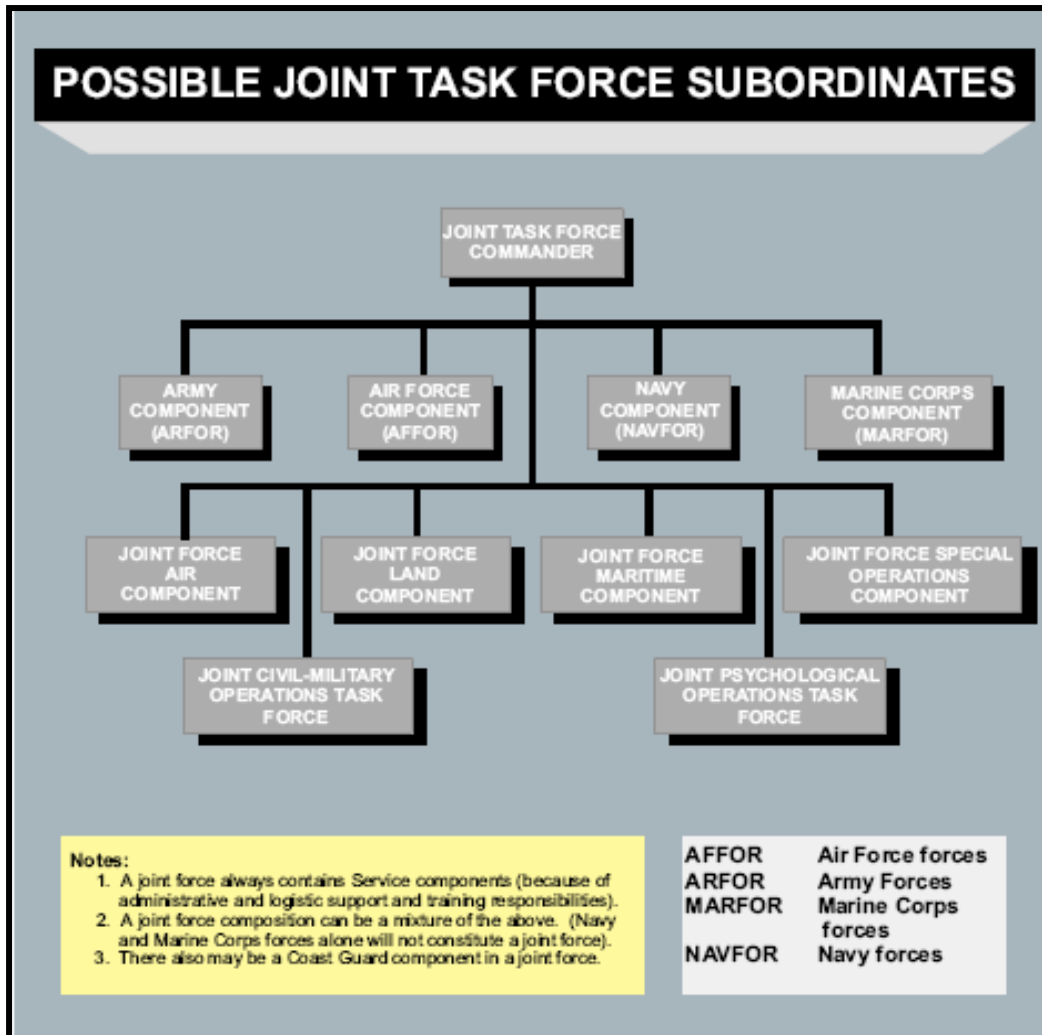 POSSIBLE JOINT TASK FORCE SUBORDINATES
JOINT TASK FORCE
COMMANDER
ARMY
COMPONENT
(ARFOR)
AIR FORCE
COMPONENT
(AFFOR)
NAVY
COMPONENT
(NAVFOR)
MARINE CORPS
COMPONENT
(MARFOR)
JOINT FORCE
AIR
COMPONENT
JOINT FORCE
LAND
COMPONENT
JOINT FORCE
MARITIME
COMPONENT
JOINT FORCE SPECIAL
OPERATIONS
COMPONENT
JOINT CIVIL-MILITARY
OPERATIONS TASK
FORCE
JOINT PSYCHOLOGICAL
OPERATIONS TASK
FORCE
Notes:
1. A joint force always contains Service components (because of
administrative and logistic support and training responsibilities).
2. A joint force composition can be a mixture of the above. (Navy
and Marine Corps forces alone will not constitute a joint force).
3. There also may be a Coast Guard component in a joint force.
AFFOR Air Force forces
ARFOR Army Forces
MARFOR Marine Corps
forces
NAVFOR Navy forces